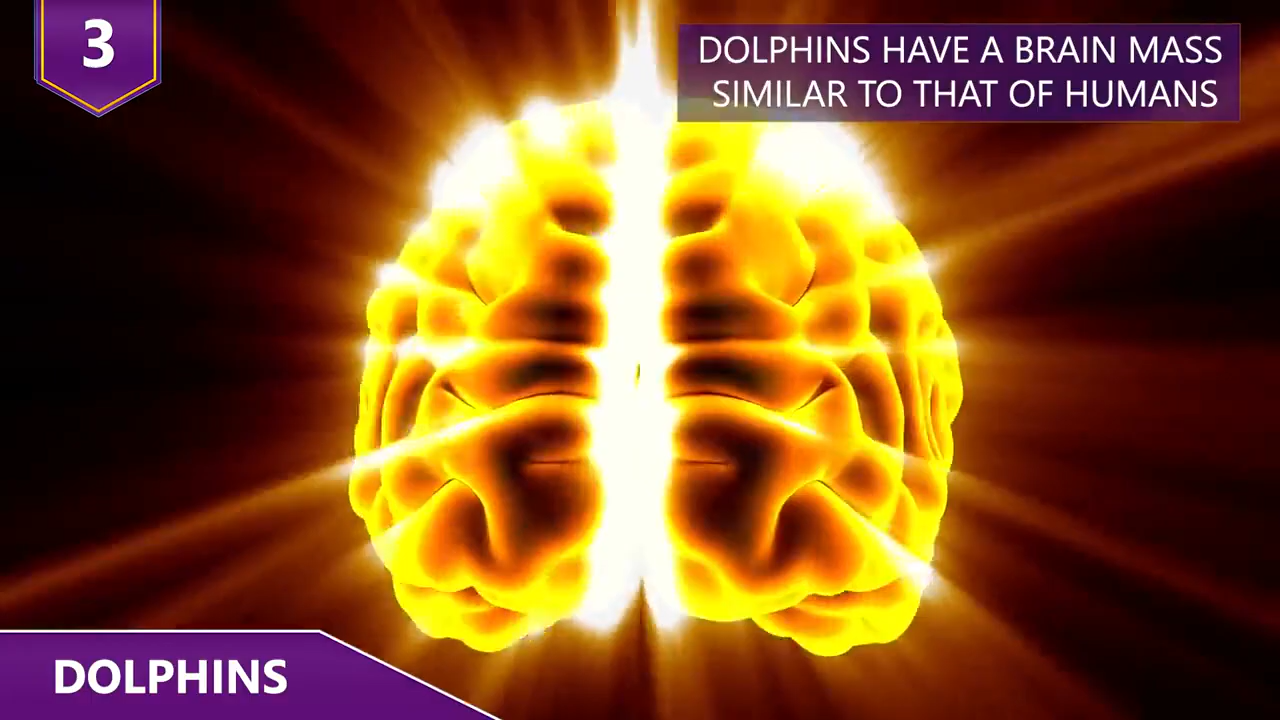 3
DOLPHINS HAVE A BRAIN MASS
SIMILAR TO THAT OF HUMANS
DOLPHINS